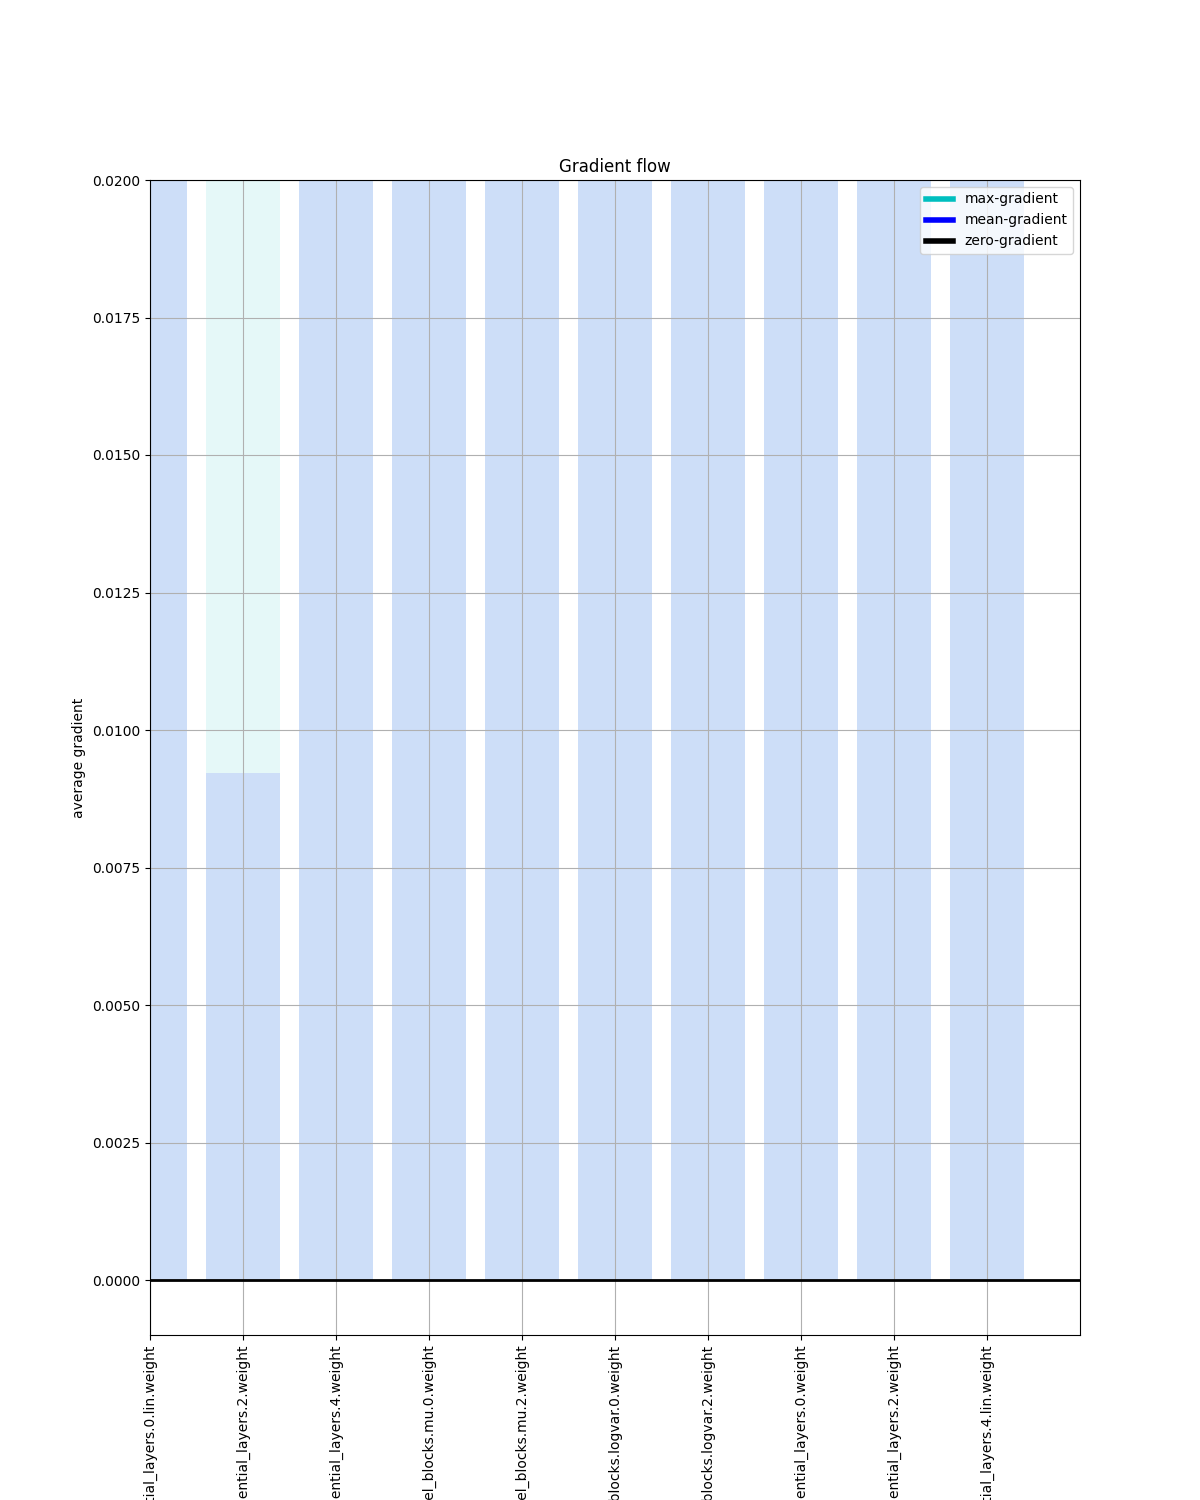 Gradient flow
max-gradient
mean-gradient
zero-gradient
0.0200
0.0175
0.0150
0.0125
0.0100
0.0075
0.0050
0.0025
0.0000
average gradient
tial_layers.0.lin.weight
ential_layers.2.weight
ential_layers.4.weight
el_blocks.mu.0.weight
el_blocks.mu.2.weight
blocks.logvar.0.weight
blocks.logvar.2.weight
ential_layers.0.weight
ential_layers.2.weight
tial_layers.4.lin.weight